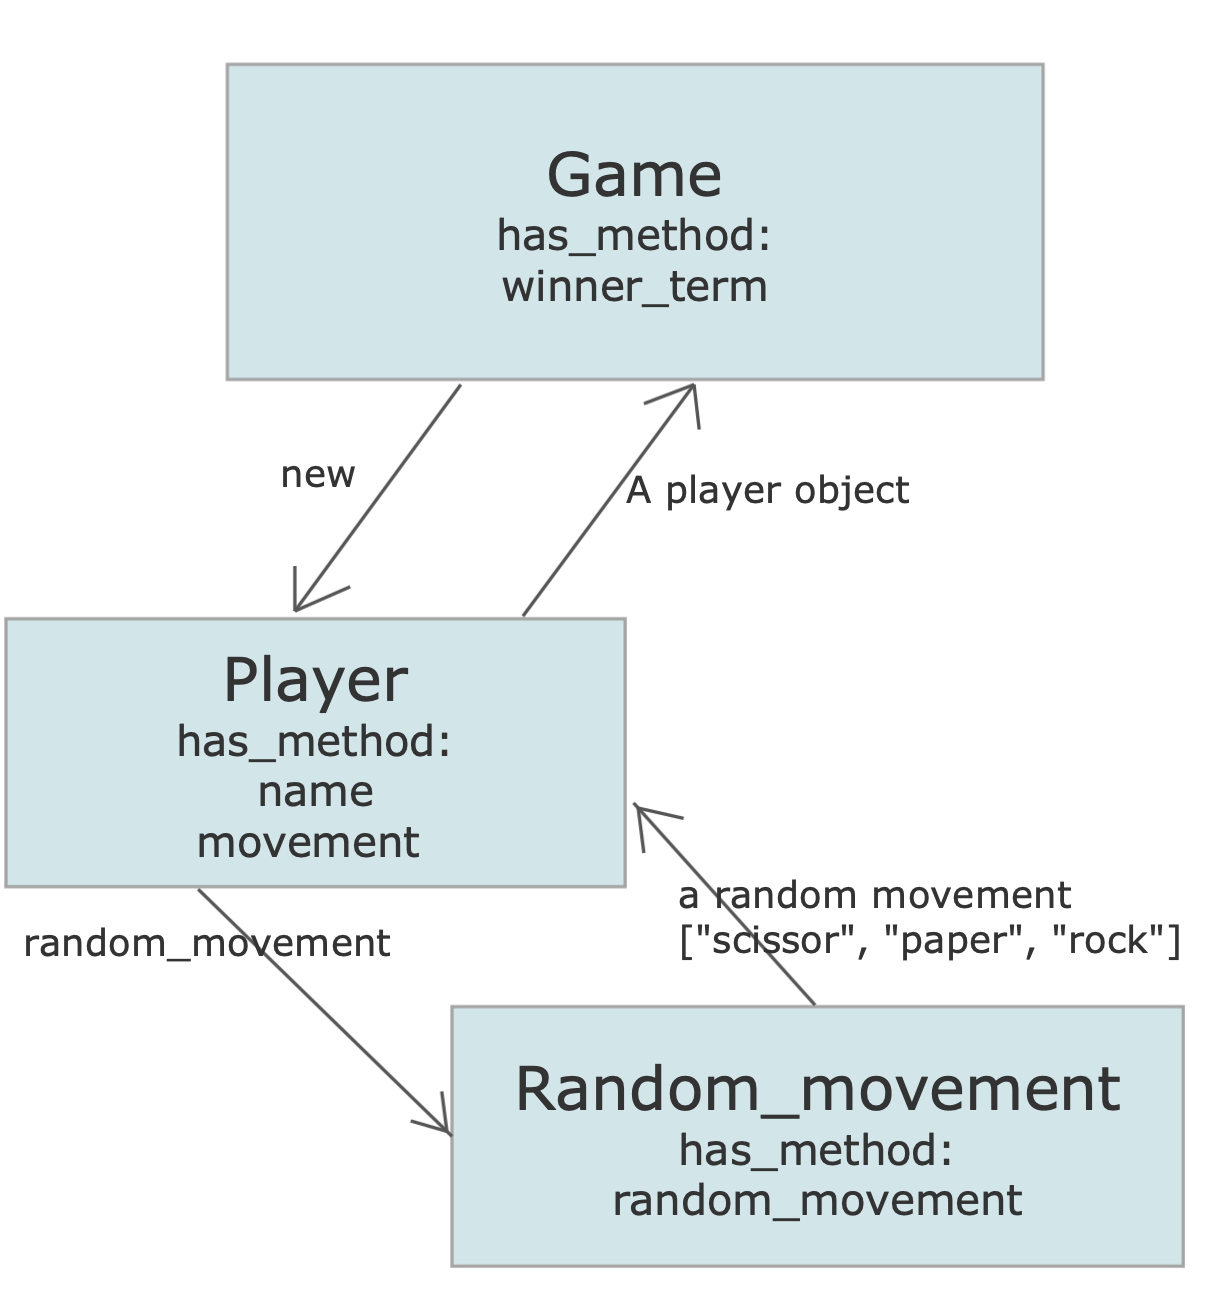 Game
has_method:
winner_term
new
A player object
Player
has_method:
name
movement
a random movement
["scissor", "paper", "rock"]
random_movement
Random_movement
has_method:
random_movement